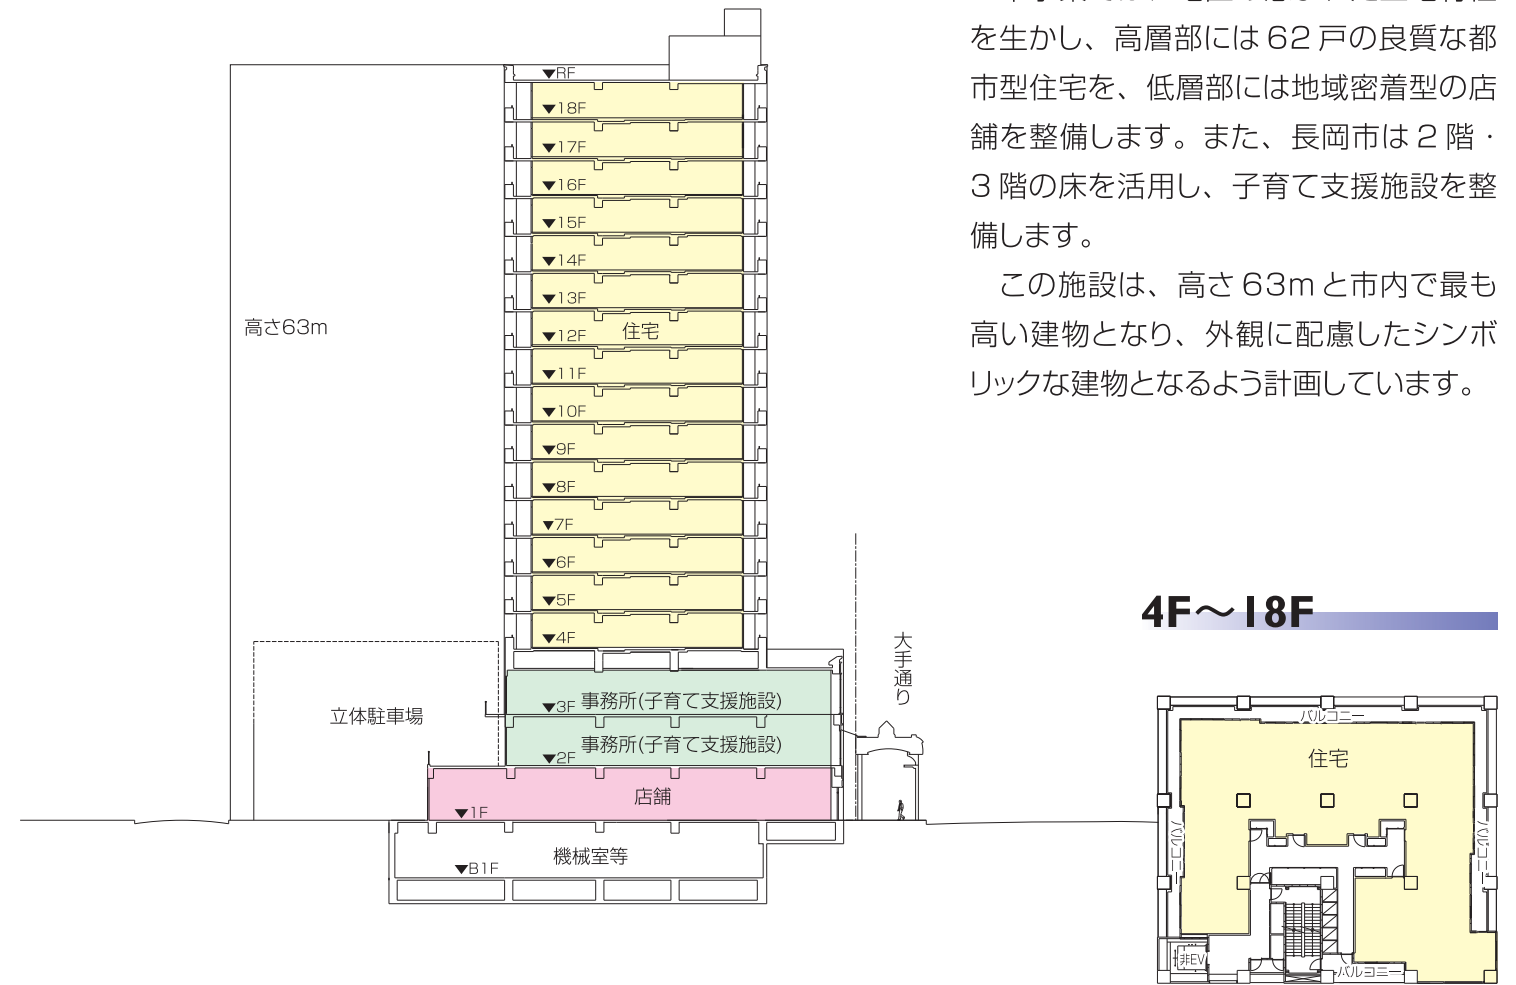 を生かし、高層部には 62 戸の良質な都
市型住宅を、低層部には地域密着型の店
舗を整備します。また、長岡市は 2 階・
3 階の床を活用し、子育て支援施設を整
備します。
この施設は、高さ 63m と市内で最も
高い建物となり、外観に配慮したシンボ
リックな建物となるよう計画しています。
▼RF
▼18F
▼17F
▼16F
▼15F
▼14F
▼13F
高さ63m
▼12F 住宅
▼11F
▼10F
▼9F
▼8F
▼7F
▼6F
▼5F
▼4F
大手通り
▼3F 事務所(子育て支援施設)
立体駐車場
▼2F 事務所(子育て支援施設)
店舗
▼1F
機械室等
▼B1F
4F〜18F
バルコニー
住宅
バルコニー
バルコニー
非EV
バルコニー